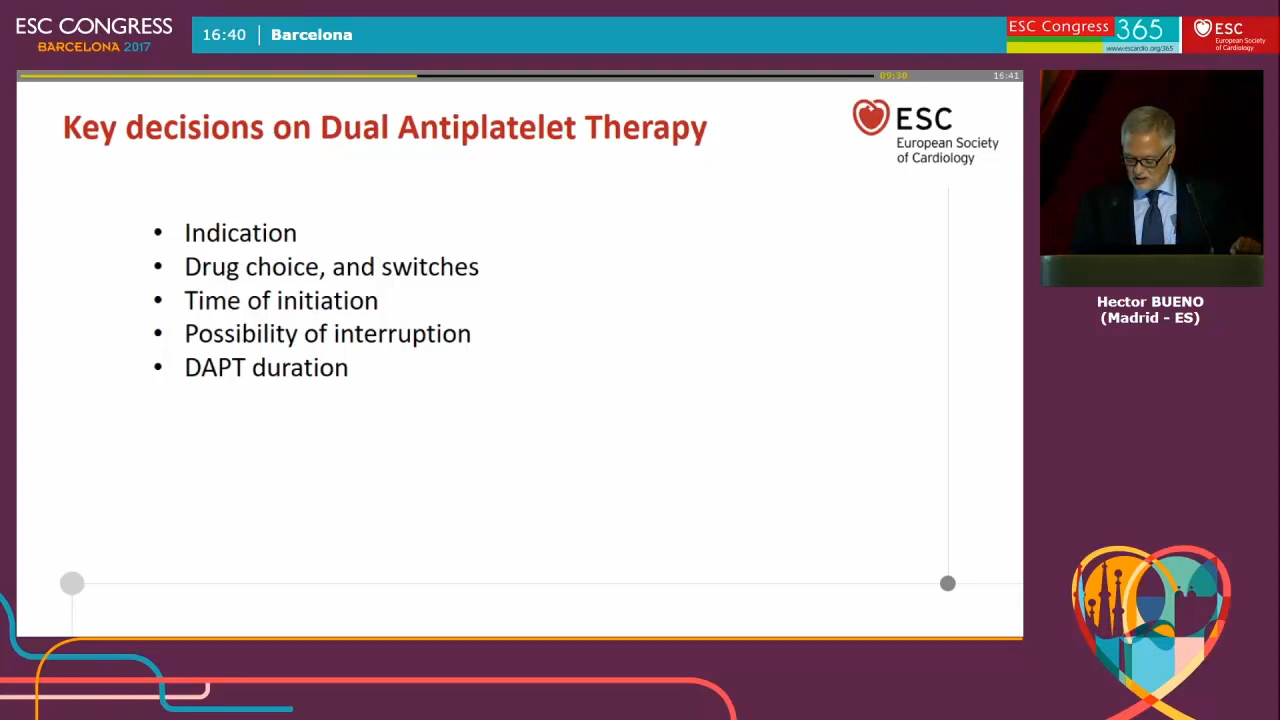 ESC CONGRESS
BARCELONA 2017
16:40 | Barcelona
ESC Congress
365
www.escardio.org/365
ESC
European Society
of Cardiology
09:30
16:41
Key decisions on Dual Antiplatelet Therapy
ESC
European Society
of Cardiology
• Indication
• Drug choice, and switches
• Time of initiation
• Possibility of interruption
• DAPT duration
Hector BUENO
(Madrid - ES)